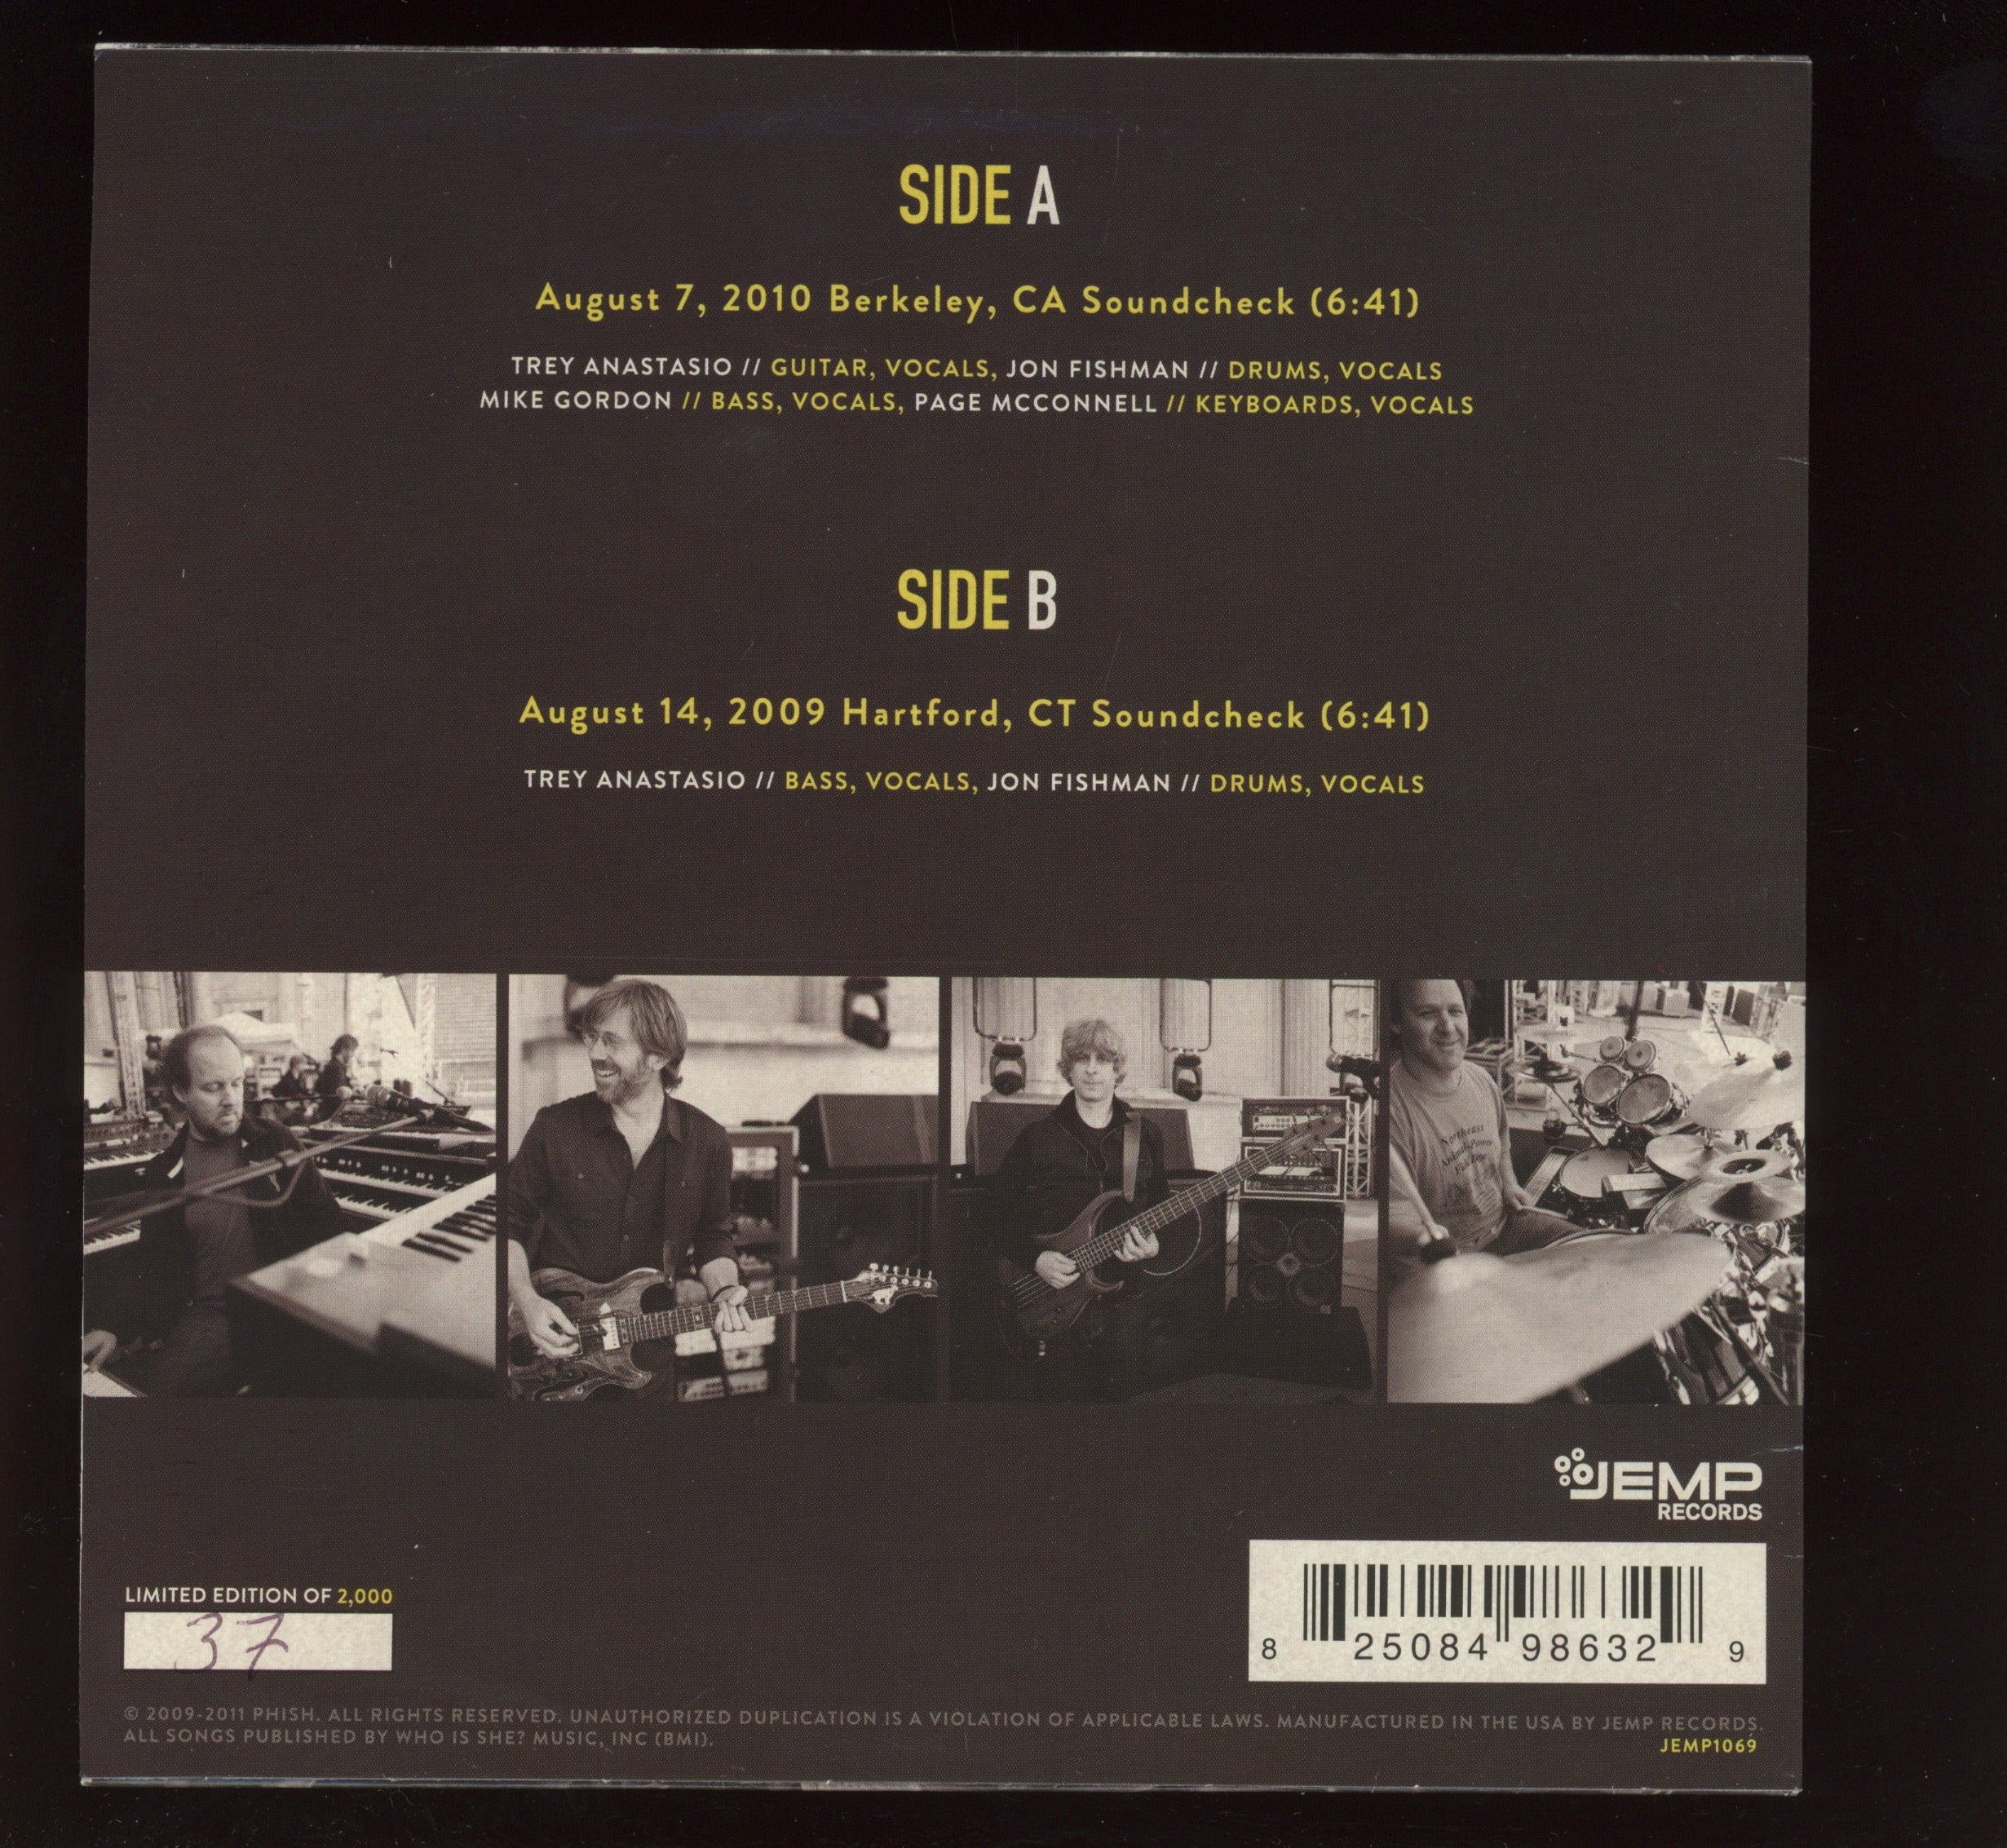 SIDE A
August 7, 2010 Berkeley, CA Soundcheck (6:41)
TREY ANASTASIO // GUITAR, VOCALS, JON FISHMAN // DRUMS, VOCALS
MIKE GORDON // BASS, VOCALS, PAGE MCCONNELL // KEYBOARDS, VOCALS
SIDE B
August 14, 2009 Hartford, CT Soundcheck (6:41)
TREY ANASTASIO // BASS, VOCALS, JON FISHMAN // DRUMS, VOCALS
Northeast
JEMP
RECORDS
LIMITED EDITION OF 2,000
37
8 25084 98632 9
© 2009-2011 PHISH. ALL RIGHTS RESERVED. UNAUTHORIZED DUPLICATION IS A VIOLATION OF APPLICABLE LAWS. MANUFACTURED IN THE USA BY JEMP RECORDS.
ALL SONGS PUBLISHED BY WHO IS SHE? MUSIC, INC (BMI).
JEMP1069